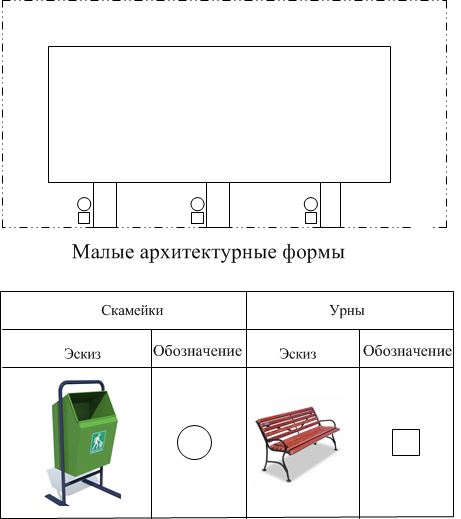 Малые архитектурные формы
Скамейки Урны
Эскиз Обозначение Эскиз Обозначение